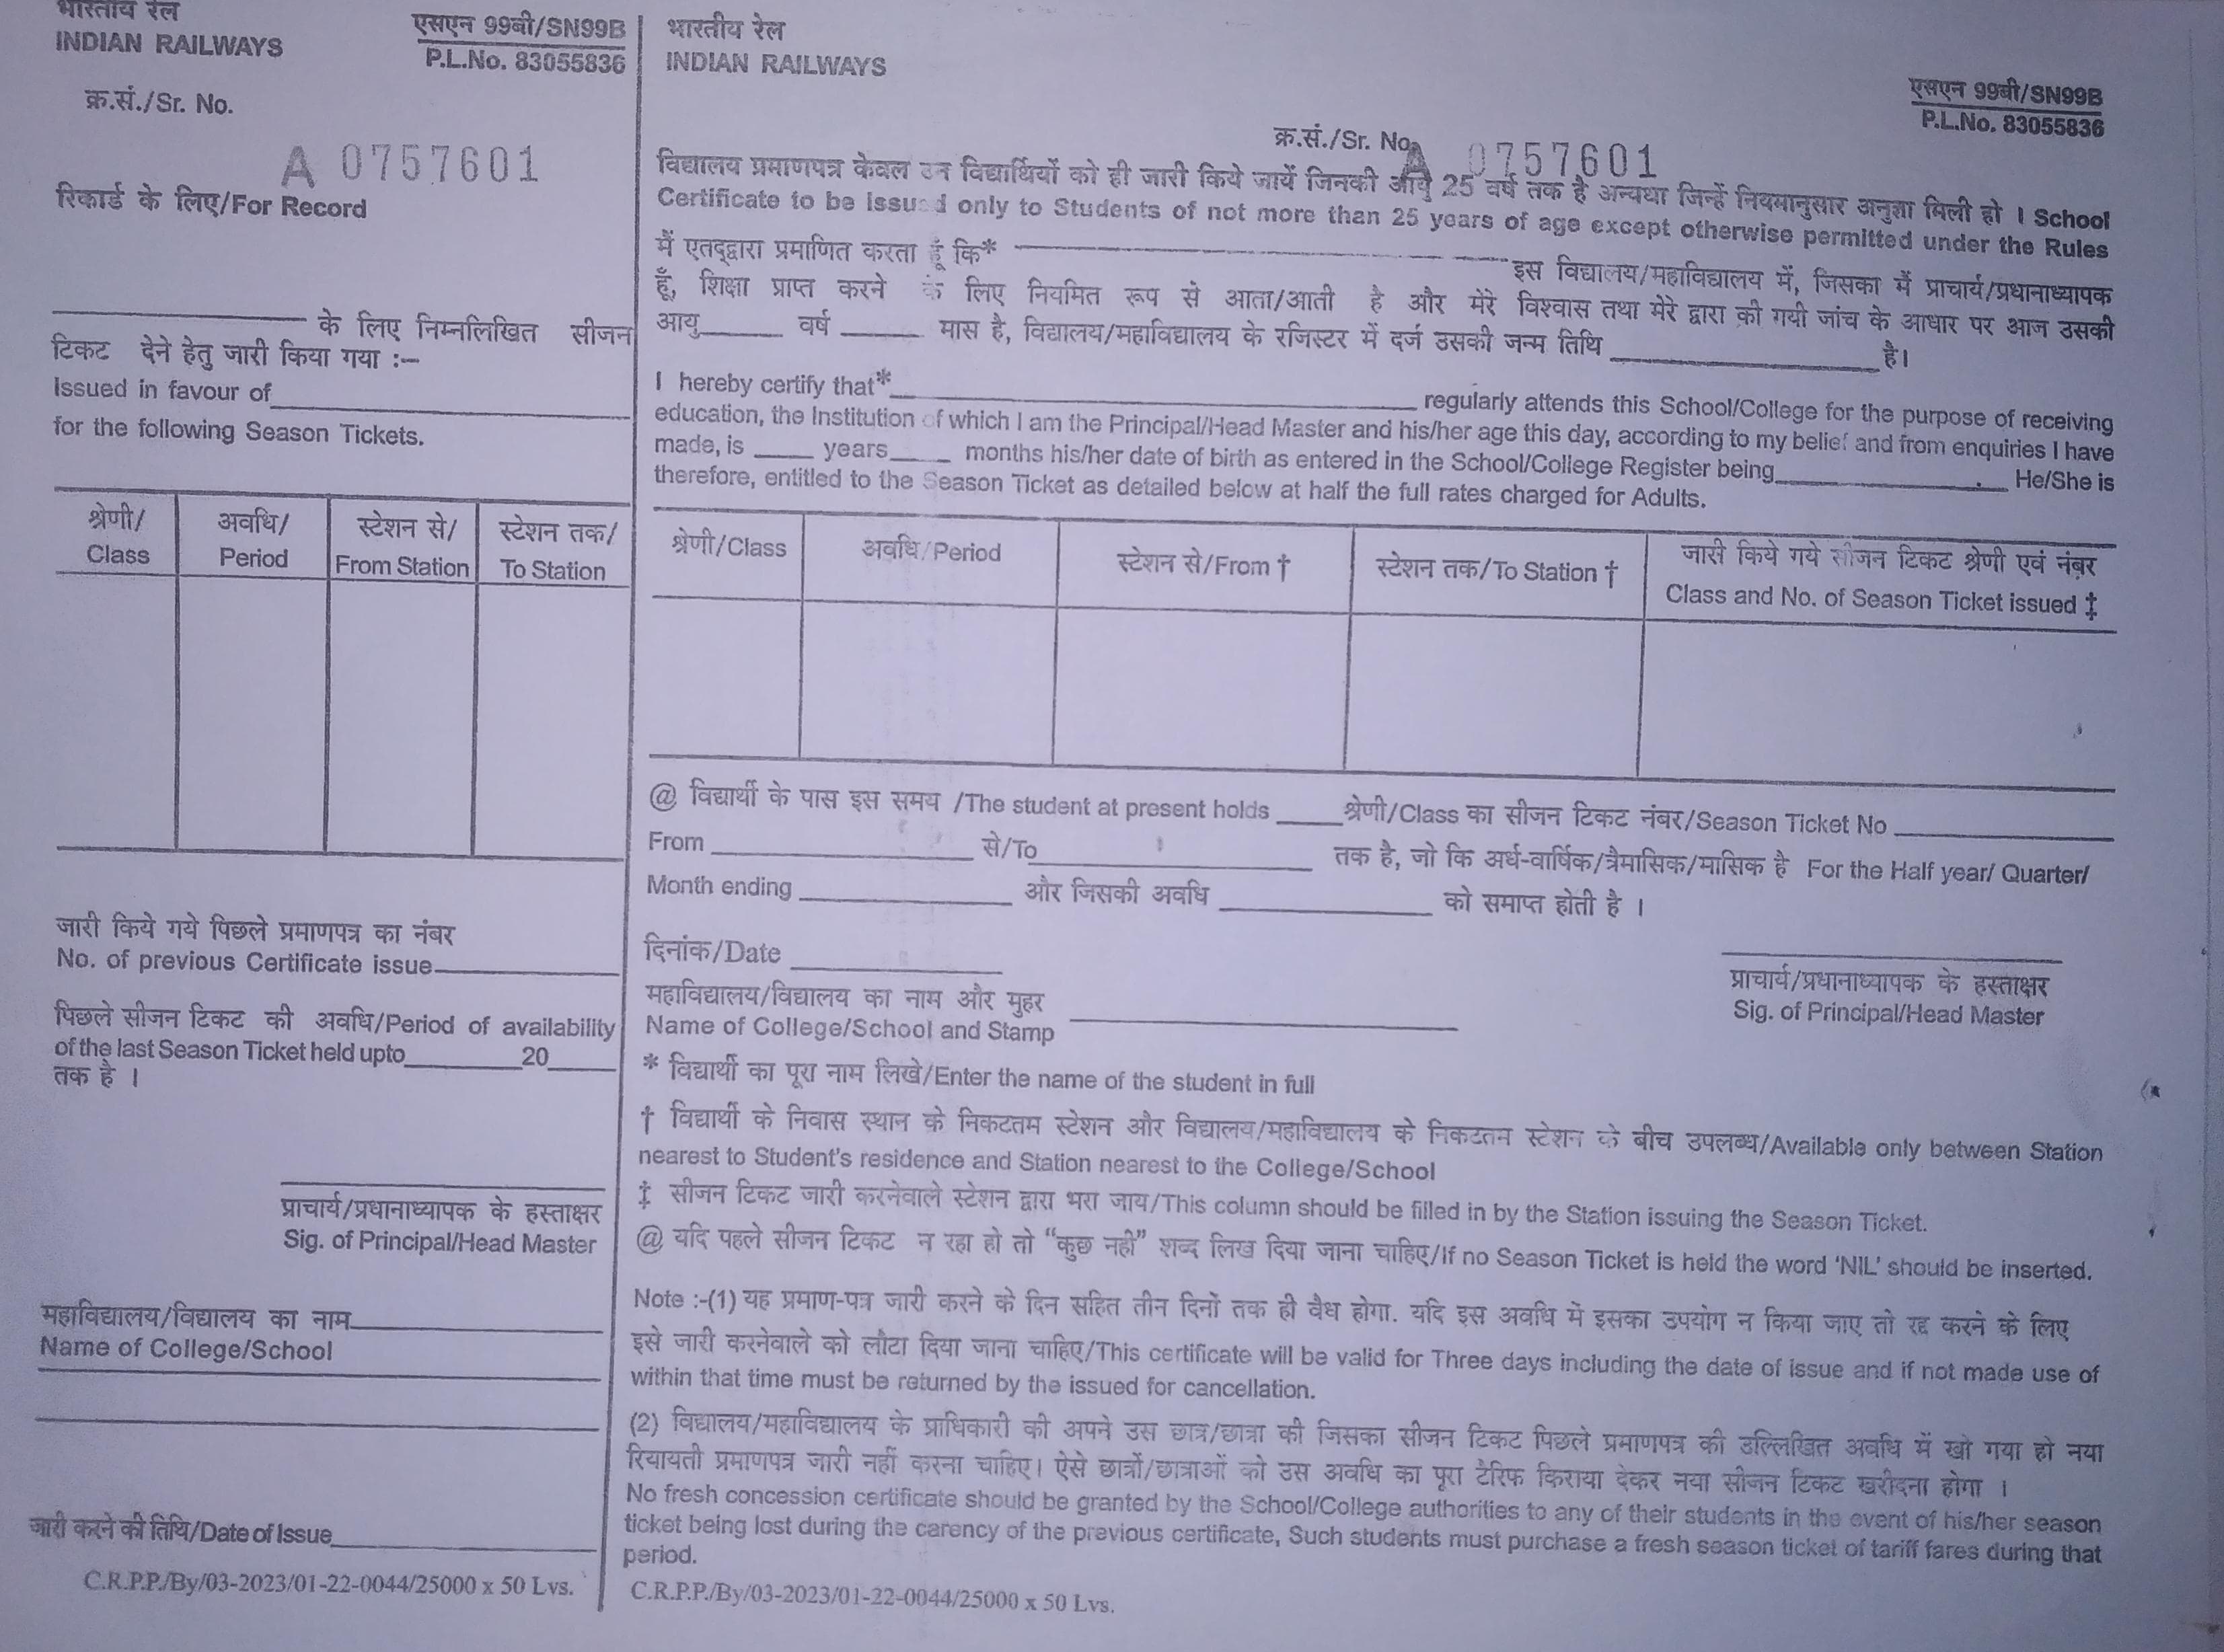 भारतीय रेल
INDIAN RAILWAYS
एसएन 99बी/SN99B
P.L.No. 83055836
क्र.सं./Sr. No.
A 0757601
रिकार्ड के लिए/For Record
के लिए निम्नलिखित सीजन
टिकट देने हेतु जारी किया गया :–
Issued in favour of
for the following Season Tickets.
श्रेणी/ अवधि/ स्टेशन से/ स्टेशन तक/
Class Period From Station To Station
जारी किये गये पिछले प्रमाणपत्र का नंबर
No. of previous Certificate issue
पिछले सीजन टिकट की अवधि/Period of availability
of the last Season Ticket held upto 20
तक है ।
प्राचार्य/प्रधानाध्यापक के हस्ताक्षर
Sig. of Principal/Head Master
महाविद्यालय/विद्यालय का नाम
Name of College/School
जारी करने की तिथि/Date of Issue
C.R.P.P./By/03-2023/01-22-0044/25000 x 50 Lvs.
भारतीय रेल
INDIAN RAILWAYS
एसएन 99बी/SN99B
P.L.No. 83055836
क्र.सं./Sr. No. A 0757601
विद्यालय प्रमाणपत्र केवल उन विद्यार्थियों को ही जारी किये जायें जिनकी आयु 25 वर्ष तक है अन्यथा जिन्हें नियमानुसार अनुज्ञा मिली हो । School
Certificate to be issued only to Students of not more than 25 years of age except otherwise permitted under the Rules
मैं एतद्द्वारा प्रमाणित करता हूँ कि* इस विद्यालय/महाविद्यालय में, जिसका मैं प्राचार्य/प्रधानाध्यापक
हूँ, शिक्षा प्राप्त करने के लिए नियमित रूप से आता/आती है और मेरे विश्वास तथा मेरे द्वारा की गयी जांच के आधार पर आज उसकी
आयु वर्ष मास है, विद्यालय/महाविद्यालय के रजिस्टर में दर्ज उसकी जन्म तिथि है।
I hereby certify that* regularly attends this School/College for the purpose of receiving
education, the Institution of which I am the Principal/Head Master and his/her age this day, according to my belief and from enquiries I have
made, is years months his/her date of birth as entered in the School/College Register being He/She is
therefore, entitled to the Season Ticket as detailed below at half the full rates charged for Adults.
श्रेणी/Class अवधि/Period स्टेशन से/From † स्टेशन तक/To Station † जारी किये गये सीजन टिकट श्रेणी एवं नंबर
Class and No. of Season Ticket issued ‡
@ विद्यार्थी के पास इस समय /The student at present holds श्रेणी/Class का सीजन टिकट नंबर/Season Ticket No
From से/To तक है, जो कि अर्ध-वार्षिक/त्रैमासिक/मासिक है For the Half year/ Quarter/
Month ending और जिसकी अवधि को समाप्त होती है ।
दिनांक/Date
महाविद्यालय/विद्यालय का नाम और मुहर
Name of College/School and Stamp
प्राचार्य/प्रधानाध्यापक के हस्ताक्षर
Sig. of Principal/Head Master
* विद्यार्थी का पूरा नाम लिखे/Enter the name of the student in full
† विद्यार्थी के निवास स्थान के निकटतम स्टेशन और विद्यालय/महाविद्यालय के निकटतम स्टेशन के बीच उपलब्ध/Available only between Station
nearest to Student's residence and Station nearest to the College/School
‡ सीजन टिकट जारी करनेवाले स्टेशन द्वारा भरा जाय/This column should be filled in by the Station issuing the Season Ticket.
@ यदि पहले सीजन टिकट न रहा हो तो “कुछ नही” शब्द लिख दिया जाना चाहिए/If no Season Ticket is held the word ‘NIL’ should be inserted.
Note :-(1) यह प्रमाण-पत्र जारी करने के दिन सहित तीन दिनों तक ही वैध होगा. यदि इस अवधि में इसका उपयोग न किया जाए तो रद्द करने के लिए
इसे जारी करनेवाले को लौटा दिया जाना चाहिए/This certificate will be valid for Three days including the date of issue and if not made use of
within that time must be returned by the issued for cancellation.
(2) विद्यालय/महाविद्यालय के प्राधिकारी की अपने उस छात्र/छात्रा की जिसका सीजन टिकट पिछले प्रमाणपत्र की उल्लिखित अवधि में खो गया हो नया
रियायती प्रमाणपत्र जारी नहीं करना चाहिए। ऐसे छात्रों/छात्राओं को उस अवधि का पूरा टैरिफ किराया देकर नया सीजन टिकट खरीदना होगा ।
No fresh concession certificate should be granted by the School/College authorities to any of their students in the event of his/her season
ticket being lost during the carency of the previous certificate, Such students must purchase a fresh season ticket of tariff fares during that
period.
C.R.P.P./By/03-2023/01-22-0044/25000 x 50 Lvs.